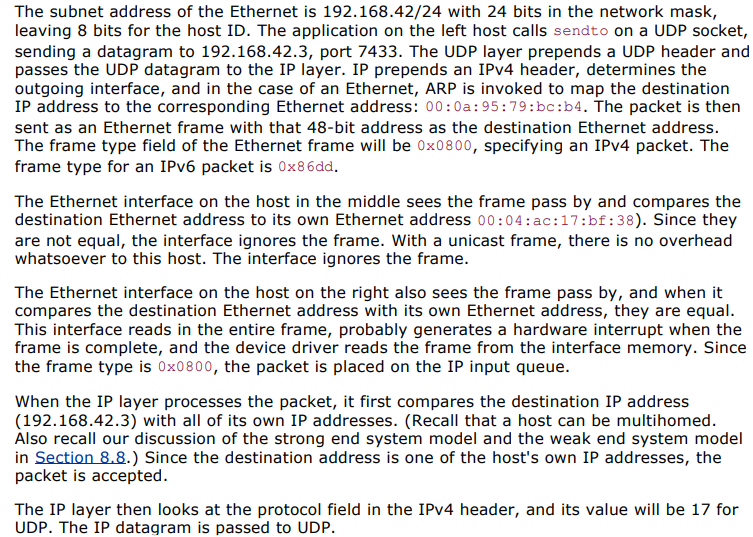 The subnet address of the Ethernet is 192.168.42/24 with 24 bits in the network mask,
leaving 8 bits for the host ID. The application on the left host calls sendto on a UDP socket,
sending a datagram to 192.168.42.3, port 7433. The UDP layer prepends a UDP header and
passes the UDP datagram to the IP layer. IP prepends an IPv4 header, determines the
outgoing interface, and in the case of an Ethernet, ARP is invoked to map the destination
IP address to the corresponding Ethernet address: 00:0a:95:79:bc:b4. The packet is then
sent as an Ethernet frame with that 48-bit address as the destination Ethernet address.
The frame type field of the Ethernet frame will be 0x0800, specifying an IPv4 packet. The
frame type for an IPv6 packet is 0x86dd.
The Ethernet interface on the host in the middle sees the frame pass by and compares the
destination Ethernet address to its own Ethernet address 00:04:ac:17:bf:38). Since they
are not equal, the interface ignores the frame. With a unicast frame, there is no overhead
whatsoever to this host. The interface ignores the frame.
The Ethernet interface on the host on the right also sees the frame pass by, and when it
compares the destination Ethernet address with its own Ethernet address, they are equal.
This interface reads in the entire frame, probably generates a hardware interrupt when the
frame is complete, and the device driver reads the frame from the interface memory. Since
the frame type is 0x0800, the packet is placed on the IP input queue.
When the IP layer processes the packet, it first compares the destination IP address
(192.168.42.3) with all of its own IP addresses. (Recall that a host can be multihomed.
Also recall our discussion of the strong end system model and the weak end system model
in Section 8.8.) Since the destination address is one of the host's own IP addresses, the
packet is accepted.
The IP layer then looks at the protocol field in the IPv4 header, and its value will be 17 for
UDP. The IP datagram is passed to UDP.